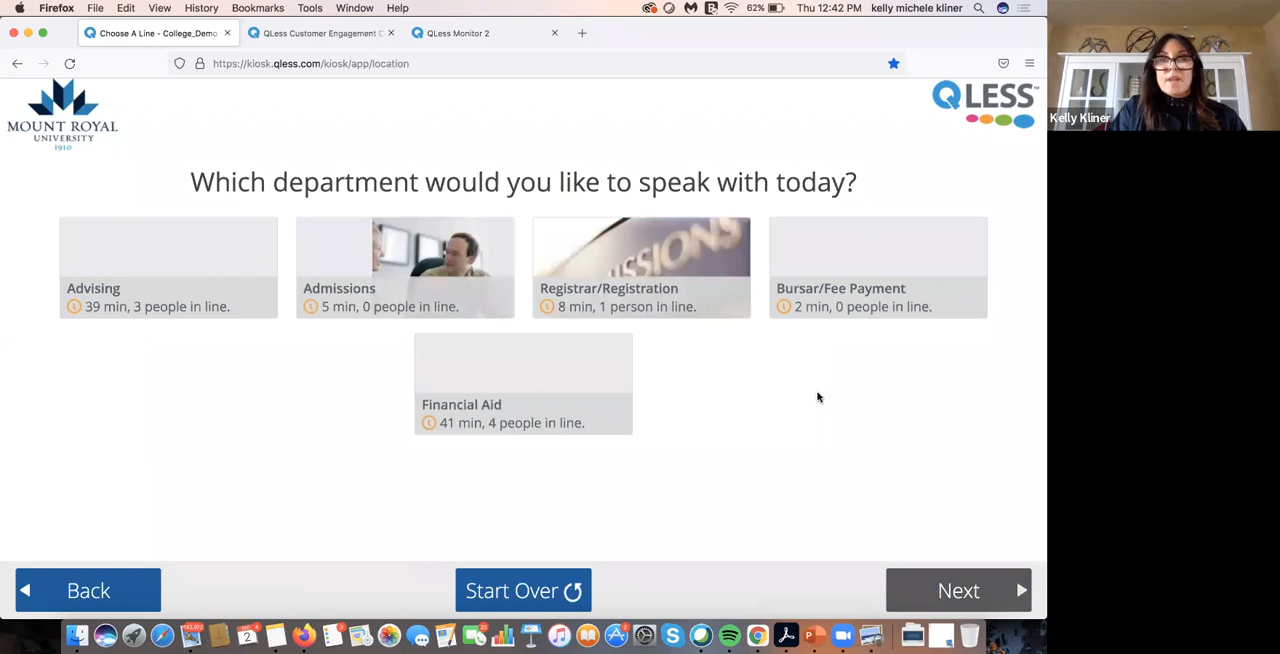 Firefox File Edit View History Bookmarks Tools Window Help 62% Thu 12:42 PM kelly michele kliner
Choose A Line - College_Demo QLess Customer Engagement QLess Monitor 2
https://kiosk.qless.com/kiosk/app/location
MOUNT ROYAL
UNIVERSITY
1910
QLESS™
Kelly Kliner
Which department would you like to speak with today?
Advising
39 min, 3 people in line.
Admissions
5 min, 0 people in line.
SSIONS
Registrar/Registration
8 min, 1 person in line.
Bursar/Fee Payment
2 min, 0 people in line.
Financial Aid
41 min, 4 people in line.
Back Start Over Next